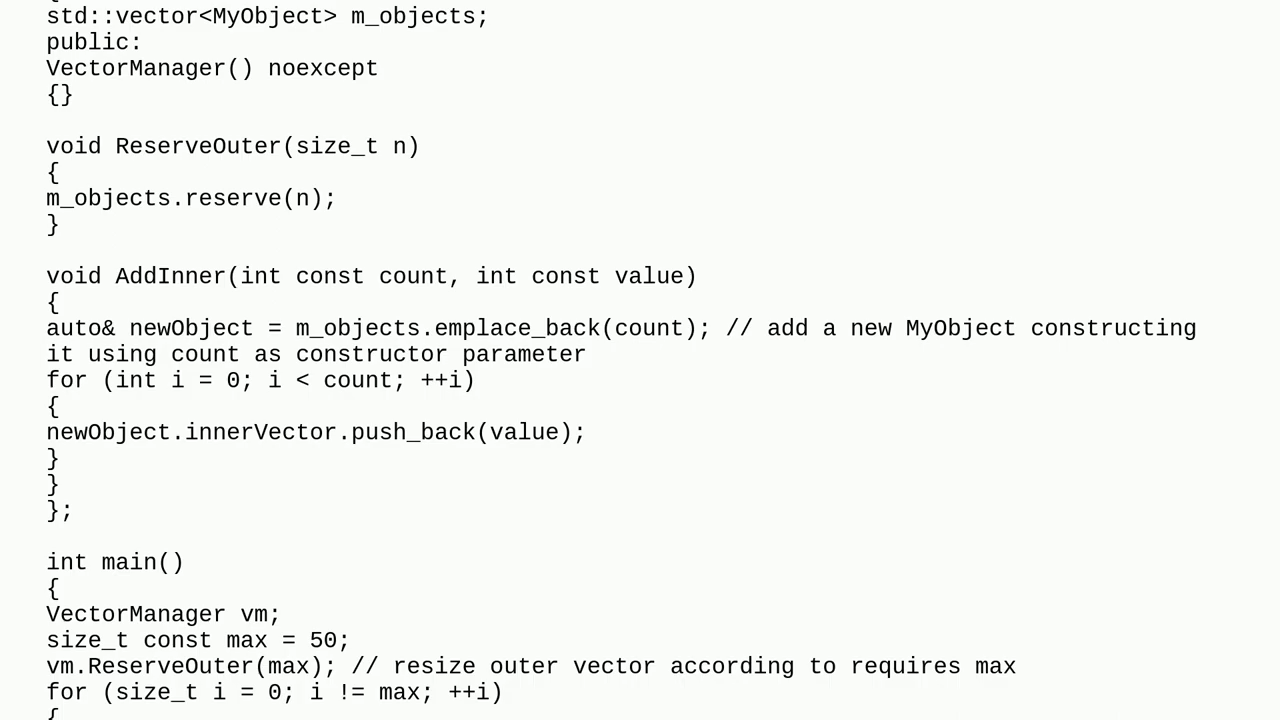 {
std::vector<MyObject> m_objects;
public:
VectorManager() noexcept
{}
void ReserveOuter(size_t n)
{
m_objects.reserve(n);
}
void AddInner(int const count, int const value)
{
auto& newObject = m_objects.emplace_back(count); // add a new MyObject constructing
it using count as constructor parameter
for (int i = 0; i < count; ++i)
{
newObject.innerVector.push_back(value);
}
}
};
int main()
{
VectorManager vm;
size_t const max = 50;
vm.ReserveOuter(max); // resize outer vector according to requires max
for (size_t i = 0; i != max; ++i)
{